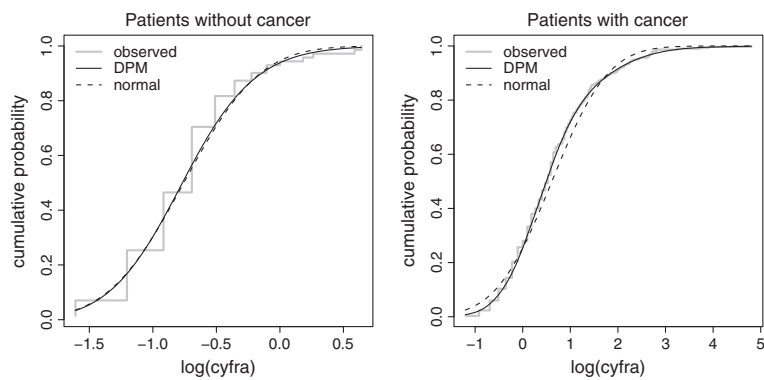 Patients without cancer
observed
DPM
normal
cumulative probability
0.0 0.2 0.4 0.6 0.8 1.0
−1.5 −1.0 −0.5 0.0 0.5
log(cyfra)
Patients with cancer
observed
DPM
normal
cumulative probability
0.0 0.2 0.4 0.6 0.8 1.0
−1 0 1 2 3 4 5
log(cyfra)